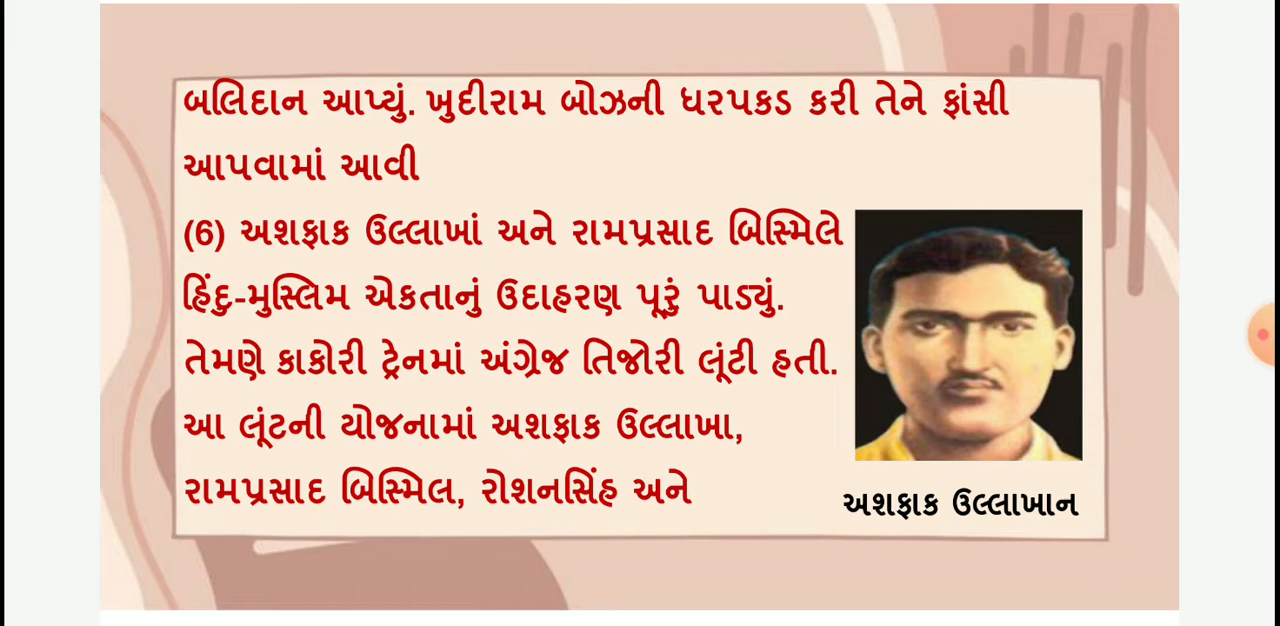 બલિદાન આપ્યું. ખુદીરામ બોઝની ધરપકડ કરી તેને ફાંસી
આપવામાં આવી
(6) અશફાક ઉલ્લાખાં અને રામપ્રસાદ બિસ્મિલે
હિંદુ-મુસ્લિમ એકતાનું ઉદાહરણ પૂરું પાડ્યું.
તેમણે કાકોરી ટ્રેનમાં અંગ્રેજ તિજોરી લૂંટી હતી.
આ લૂંટની યોજનામાં અશફાક ઉલ્લાખા,
રામપ્રસાદ બિસ્મિલ, રોશનસિંહ અને
અશફાક ઉલ્લાખાન